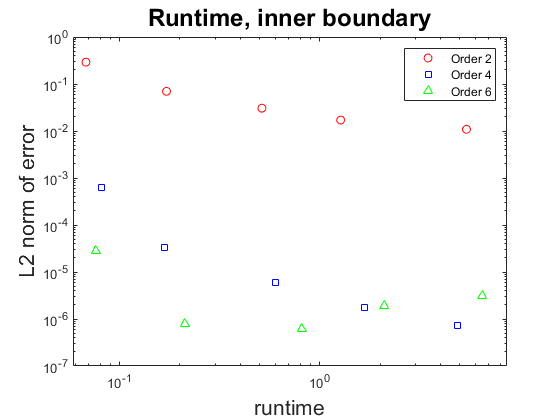 Runtime, inner boundary
Order 2
Order 4
Order 6
L2 norm of error
10^0
10^-1
10^-2
10^-3
10^-4
10^-5
10^-6
10^-7
10^-1
10^0
runtime